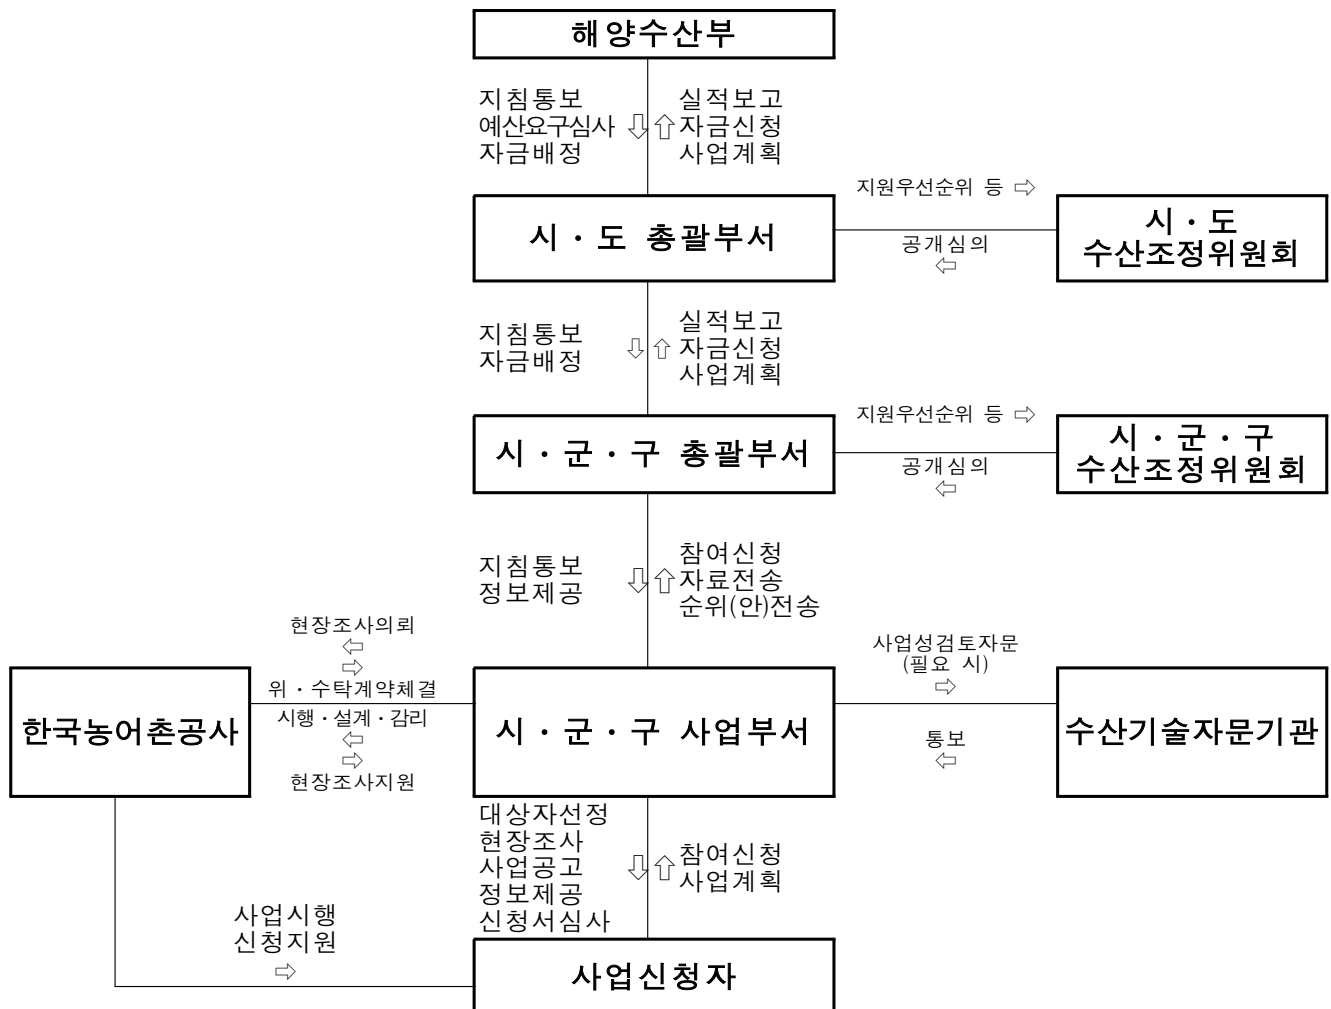 해양수산부
지침통보
예산요구심사
자금배정
⇩ ⇧
실적보고
자금신청
사업계획
시·도 총괄부서
지원우선순위 등 ⇨
공개심의
⇦
시·도
수산조정위원회
지침통보
자금배정
⇩ ⇧
실적보고
자금신청
사업계획
시·군·구 총괄부서
지원우선순위 등 ⇨
공개심의
⇦
시·군·구
수산조정위원회
지침통보
정보제공
⇩ ⇧
참여신청
자료전송
순위(안)전송
한국농어촌공사
현장조사의뢰
⇦
⇨
위·수탁계약체결
시행·설계·감리
⇦
⇨
현장조사지원
시·군·구 사업부서
사업성검토자문
(필요 시)
⇨
통보
⇦
수산기술자문기관
대상자선정
현장조사
사업공고
정보제공
신청서심사
⇩ ⇧
참여신청
사업계획
사업시행
신청지원
⇨
사업신청자